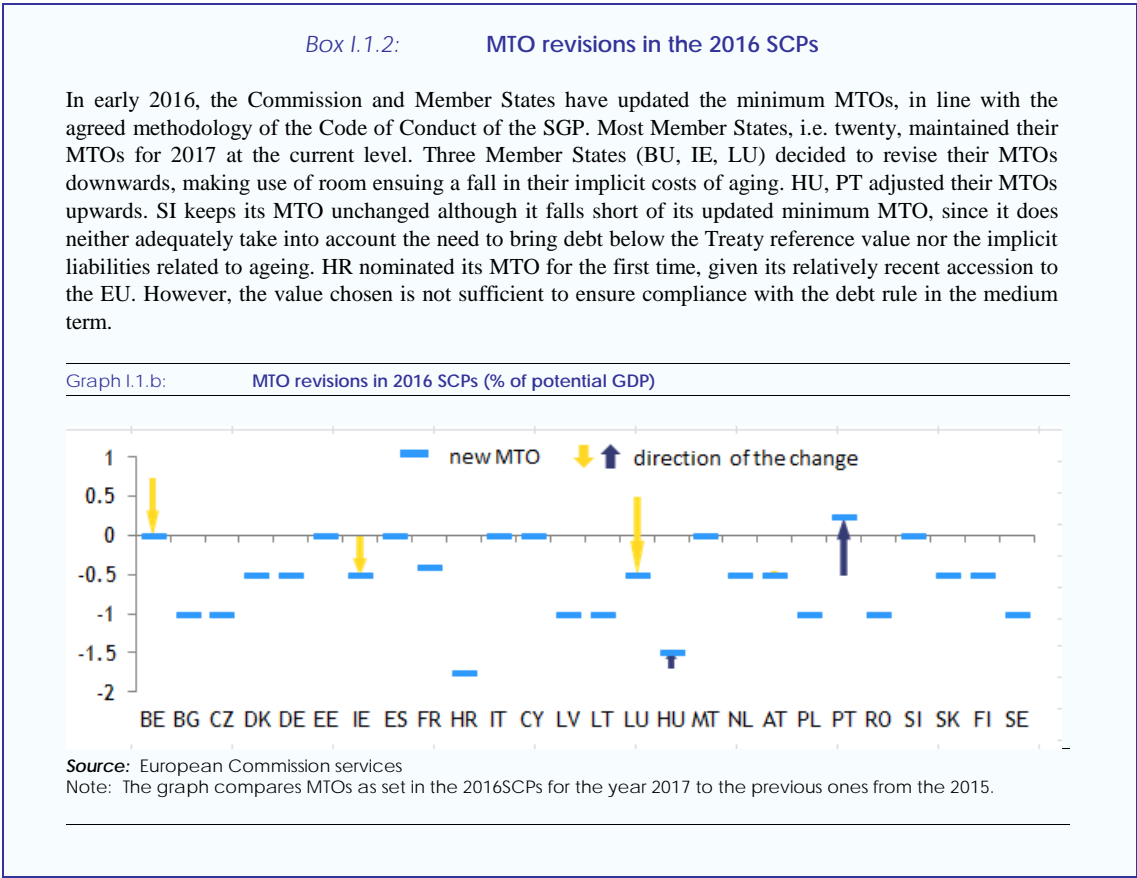 Box I.1.2: MTO revisions in the 2016 SCPs
In early 2016, the Commission and Member States have updated the minimum MTOs, in line with the
agreed methodology of the Code of Conduct of the SGP. Most Member States, i.e. twenty, maintained their
MTOs for 2017 at the current level. Three Member States (BU, IE, LU) decided to revise their MTOs
downwards, making use of room ensuing a fall in their implicit costs of aging. HU, PT adjusted their MTOs
upwards. SI keeps its MTO unchanged although it falls short of its updated minimum MTO, since it does
neither adequately take into account the need to bring debt below the Treaty reference value nor the implicit
liabilities related to ageing. HR nominated its MTO for the first time, given its relatively recent accession to
the EU. However, the value chosen is not sufficient to ensure compliance with the debt rule in the medium
term.
Graph I.1.b: MTO revisions in 2016 SCPs (% of potential GDP)
new MTO direction of the change
1
0.5
0
-0.5
-1
-1.5
-2
BE BG CZ DK DE EE IE ES FR HR IT CY LV LT LU HU MT NL AT PL PT RO SI SK FI SE
Source: European Commission services
Note: The graph compares MTOs as set in the 2016SCPs for the year 2017 to the previous ones from the 2015.